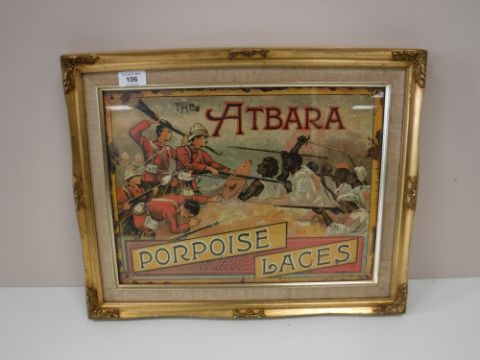 106
THE ATBARA
PORPOISE
LACES